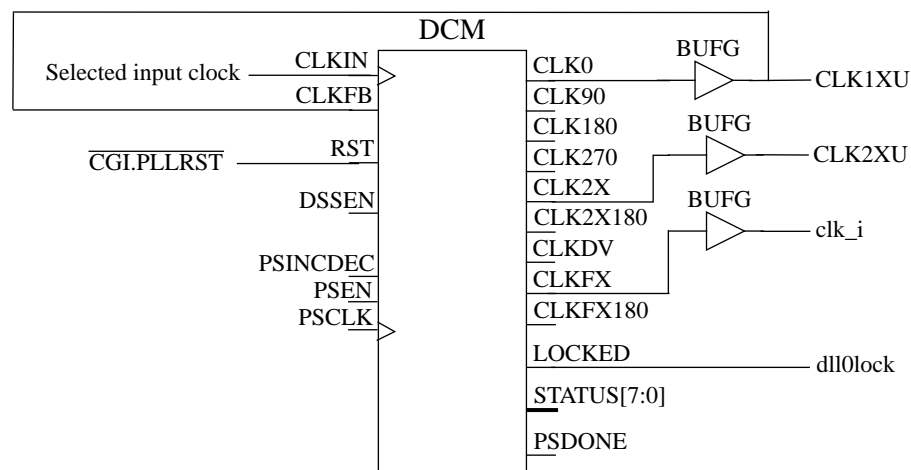 DCM
Selected input clock
CLKIN
CLKFB
CGI.PLLRST
RST
DSSEN
PSINCDEC
PSEN
PSCLK
CLK0
BUFG
CLK1XU
CLK90
CLK180
BUFG
CLK270
CLK2XU
CLK2X
BUFG
CLK2X180
clk_i
CLKDV
CLKFX
CLKFX180
LOCKED
dll0lock
STATUS[7:0]
PSDONE